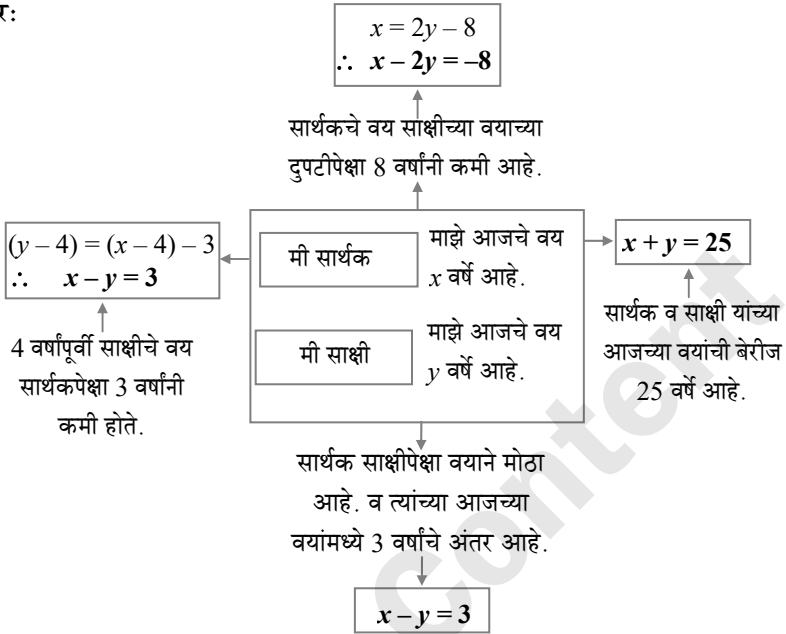 रः
x = 2y – 8
∴ x – 2y = –8
सार्थकचे वय साक्षीच्या वयाच्या
दुपटीपेक्षा 8 वर्षांनी कमी आहे.
(y – 4) = (x – 4) – 3
∴ x – y = 3
4 वर्षांपूर्वी साक्षीचे वय
सार्थकपेक्षा 3 वर्षांनी
कमी होते.
मी सार्थक
माझे आजचे वय
x वर्षे आहे.
मी साक्षी
माझे आजचे वय
y वर्षे आहे.
x + y = 25
सार्थक व साक्षी यांच्या
आजच्या वयांची बेरीज
25 वर्षे आहे.
सार्थक साक्षीपेक्षा वयाने मोठा
आहे. व त्यांच्या आजच्या
वयांमध्ये 3 वर्षांचे अंतर आहे.
x – y = 3
Content